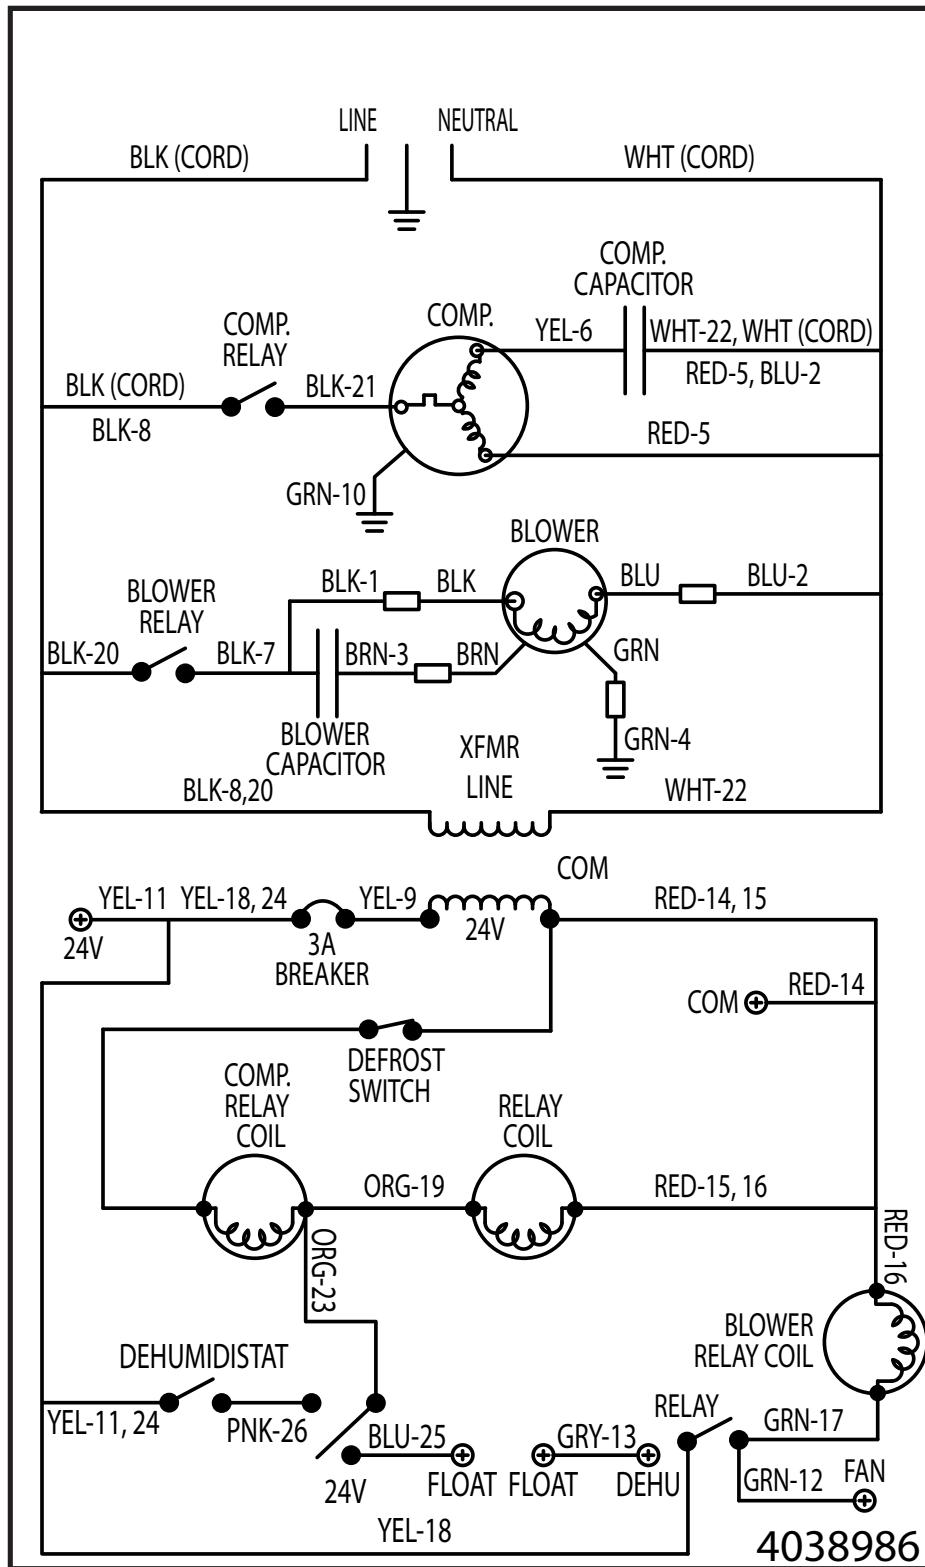 LINE
NEUTRAL
BLK (CORD)
WHT (CORD)
COMP.
CAPACITOR
COMP.
RELAY
COMP.
YEL-6
WHT-22, WHT (CORD)
RED-5, BLU-2
BLK (CORD)
BLK-8
BLK-21
RED-5
GRN-10
BLOWER
BLOWER
RELAY
BLK-1
BLK
BLU
BLU-2
BLK-20
BLK-7
BRN-3
BRN
GRN
BLOWER
CAPACITOR
XFMR
LINE
GRN-4
BLK-8,20
WHT-22
COM
YEL-11
YEL-18, 24
YEL-9
RED-14, 15
24V
3A
BREAKER
24V
COM
RED-14
DEFROST
SWITCH
COMP.
RELAY
COIL
RELAY
COIL
ORG-19
RED-15, 16
ORG-23
RED-16
BLOWER
RELAY COIL
DEHUMIDISTAT
YEL-11, 24
PNK-26
24V
BLU-25
FLOAT
FLOAT
GRY-13
DEHU
RELAY
GRN-17
GRN-12
FAN
YEL-18
4038986